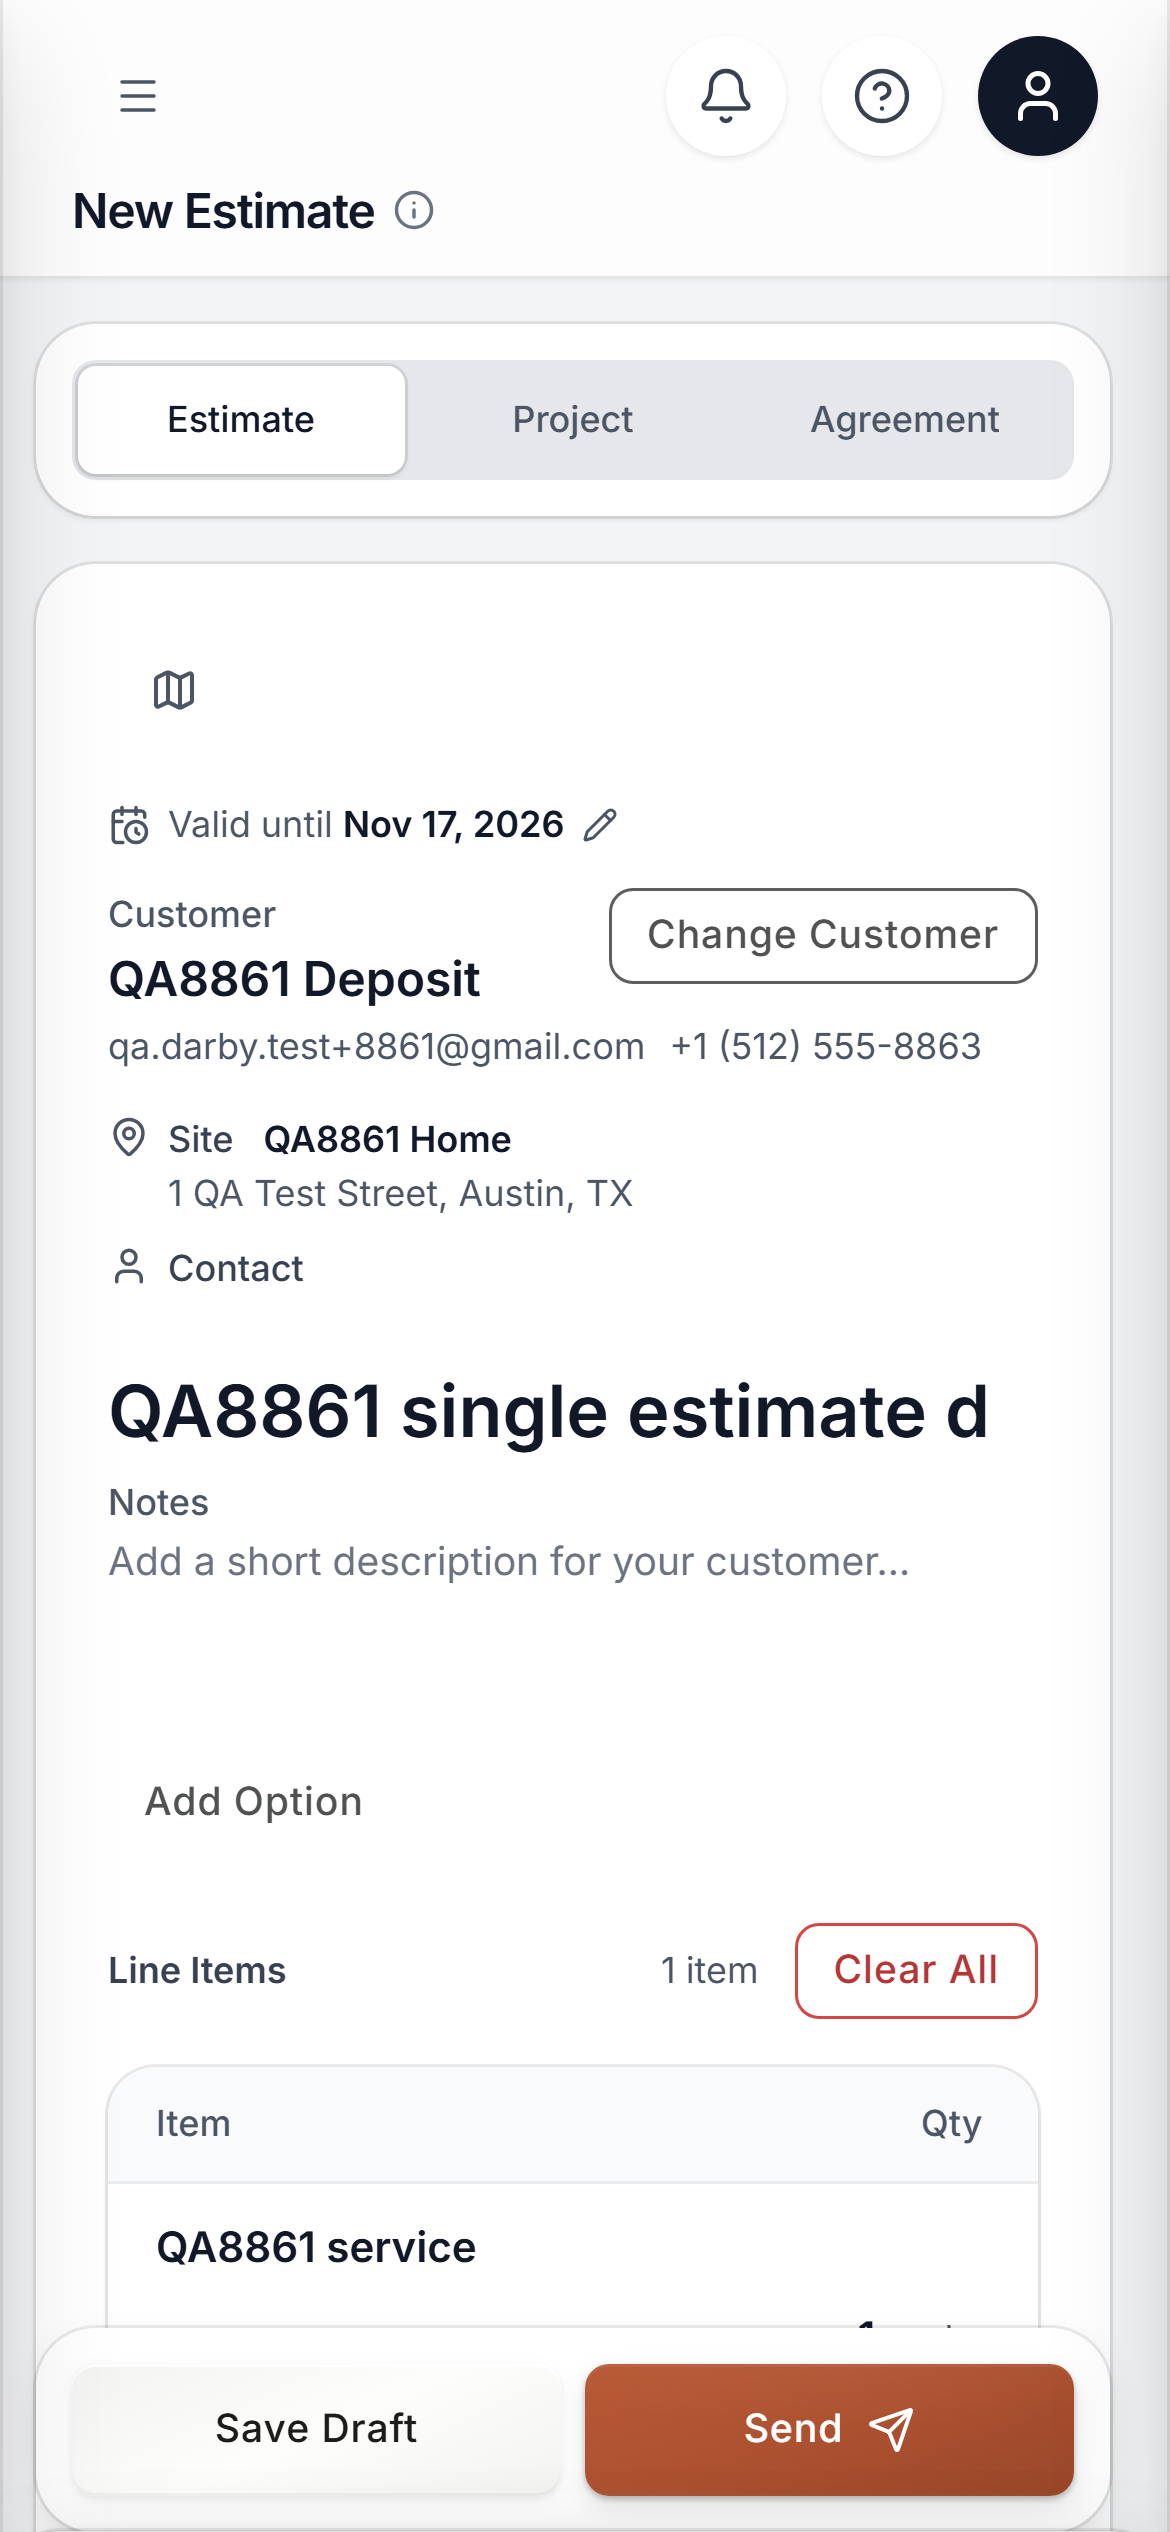 New Estimate
Estimate Project Agreement
Valid until Nov 17, 2026
Customer
Change Customer
QA8861 Deposit
qa.darby.test+8861@gmail.com +1 (512) 555-8863
Site QA8861 Home
1 QA Test Street, Austin, TX
Contact
QA8861 single estimate d
Notes
Add a short description for your customer...
Add Option
Line Items 1 item Clear All
Item Qty
QA8861 service
Save Draft Send